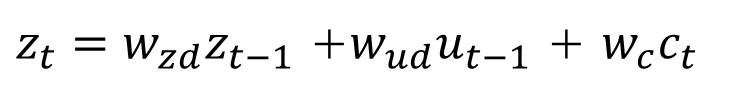 z_t = w_{zd}z_{t-1} + w_{ud}u_{t-1} + w_c c_t